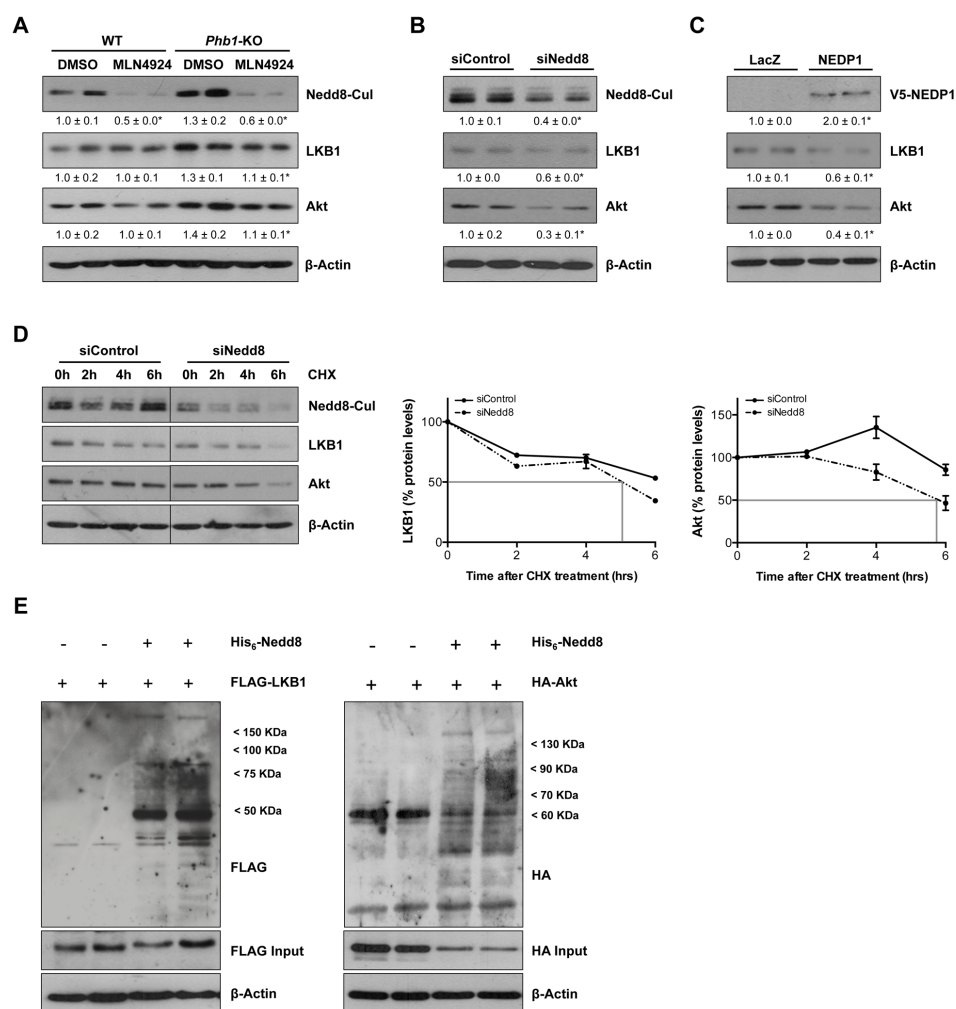 A
WT Phb1-KO
DMSO MLN4924 DMSO MLN4924
Nedd8-Cul
1.0 ± 0.1 0.5 ± 0.0* 1.3 ± 0.2 0.6 ± 0.0*
LKB1
1.0 ± 0.2 1.0 ± 0.1 1.3 ± 0.1 1.1 ± 0.1*
Akt
1.0 ± 0.2 1.0 ± 0.1 1.4 ± 0.2 1.1 ± 0.1*
β-Actin
B
siControl siNedd8
Nedd8-Cul
1.0 ± 0.1 0.4 ± 0.0*
LKB1
1.0 ± 0.0 0.6 ± 0.0*
Akt
1.0 ± 0.2 0.3 ± 0.1*
β-Actin
C
LacZ NEDP1
V5-NEDP1
1.0 ± 0.0 2.0 ± 0.1*
LKB1
1.0 ± 0.1 0.6 ± 0.1*
Akt
1.0 ± 0.0 0.4 ± 0.1*
β-Actin
D
siControl siNedd8
0h 2h 4h 6h 0h 2h 4h 6h CHX
Nedd8-Cul
LKB1
Akt
β-Actin
siControl
siNedd8
LKB1 (% protein levels)
100
50
0
0 2 4 6
Time after CHX treatment (hrs)
siControl
siNedd8
Akt (% protein levels)
150
100
50
0
0 2 4 6
Time after CHX treatment (hrs)
E
- - + + His6-Nedd8
+ + + + FLAG-LKB1
< 150 KDa
< 100 KDa
< 75 KDa
< 50 KDa
FLAG
FLAG Input
β-Actin
- - + + His6-Nedd8
+ + + + HA-Akt
< 130 KDa
< 90 KDa
< 70 KDa
< 60 KDa
HA
HA Input
β-Actin